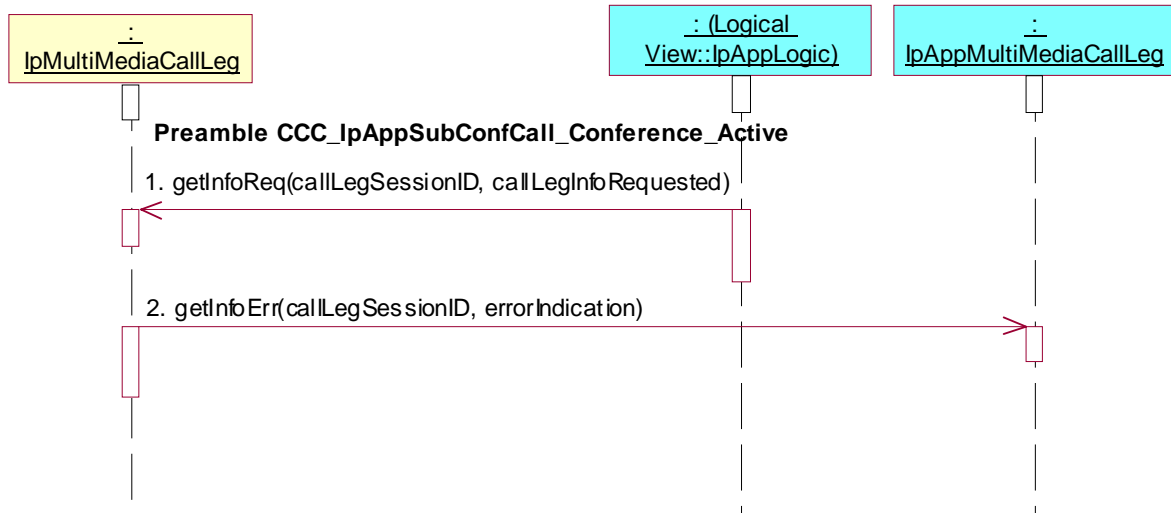 :
IpMultiMediaCallLeg
: (Logical
View::IpAppLogic)
:
IpAppMultiMediaCallLeg
Preamble CCC_IpAppSubConfCall_Conference_Active
1. getInfoReq(callLegSessionID, callLegInfoRequested)
2. getInfoErr(callLegSessionID, errorIndication)